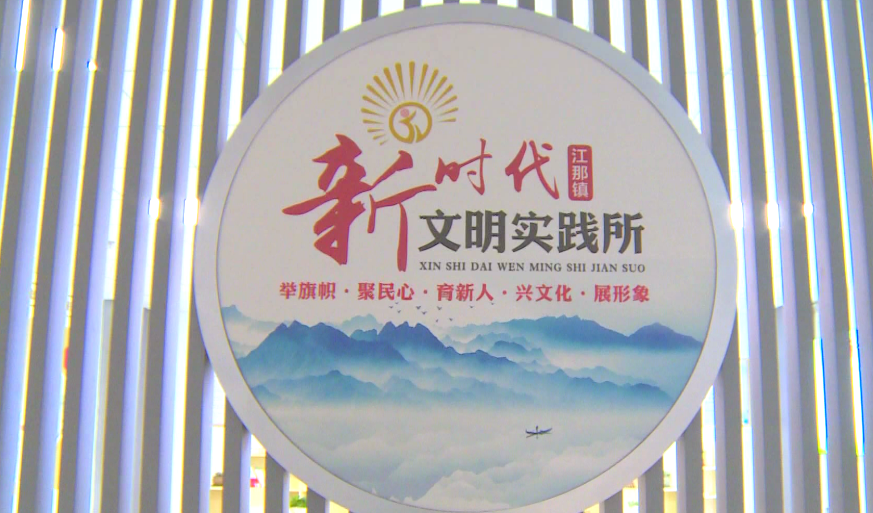 新时代
江那镇
文明实践所
XIN SHI DAI WEN MING SHI JIAN SUO
举旗帜·聚民心·育新人·兴文化·展形象